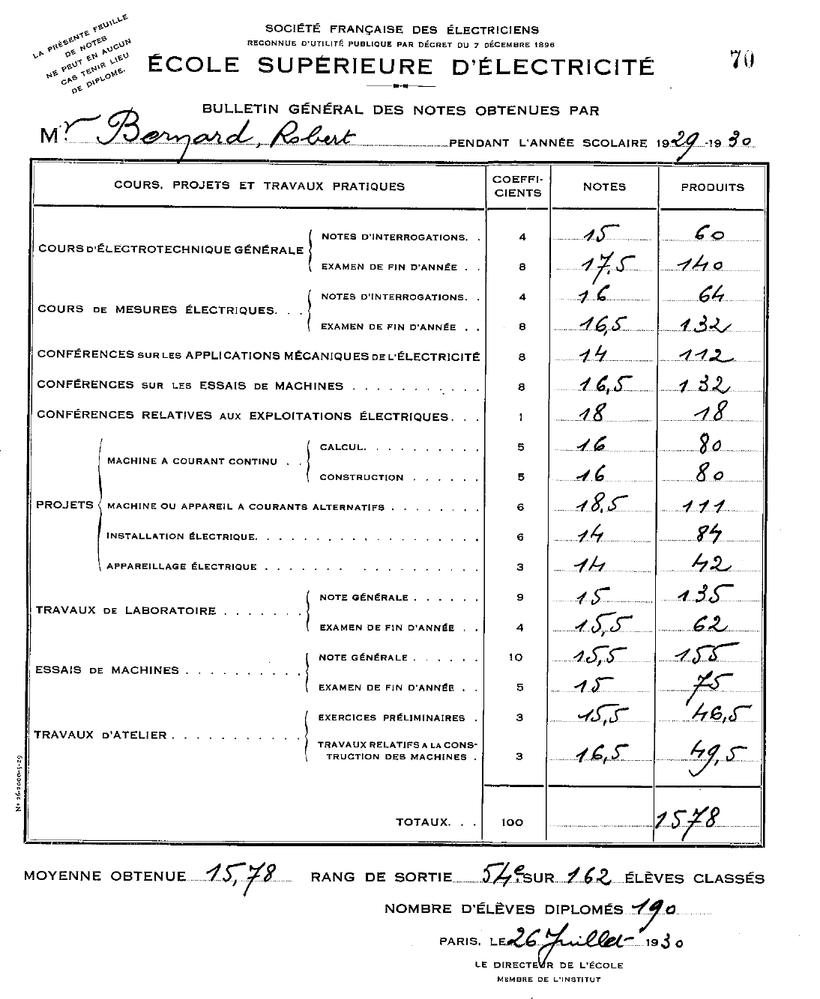 LA PRÉSENTE FEUILLE
DE NOTES
NE PEUT EN AUCUN
CAS TENIR LIEU
DE DIPLOME.
SOCIÉTÉ FRANÇAISE DES ÉLECTRICIENS
RECONNUE D'UTILITÉ PUBLIQUE PAR DÉCRET DU 7 DÉCEMBRE 1896
ÉCOLE SUPÉRIEURE D'ÉLECTRICITÉ
70
BULLETIN GÉNÉRAL DES NOTES OBTENUES PAR
Mr. Bernard, Robert PENDANT L'ANNÉE SCOLAIRE 1929-1930
COURS, PROJETS ET TRAVAUX PRATIQUES COEFFI-CIENTS NOTES PRODUITS
COURS D'ÉLECTROTECHNIQUE GÉNÉRALE
NOTES D'INTERROGATIONS. . 4 15 60
EXAMEN DE FIN D'ANNÉE . . 8 17,5 140
COURS DE MESURES ÉLECTRIQUES. . .
NOTES D'INTERROGATIONS. . 4 16 64
EXAMEN DE FIN D'ANNÉE . . 8 16,5 132
CONFÉRENCES SUR LES APPLICATIONS MÉCANIQUES DE L'ÉLECTRICITÉ 8 14 112
CONFÉRENCES SUR LES ESSAIS DE MACHINES . . . . . . . . . . . 8 16,5 132
CONFÉRENCES RELATIVES AUX EXPLOITATIONS ÉLECTRIQUES. . . 1 18 18
PROJETS
MACHINE A COURANT CONTINU . .
CALCUL. . . . . . . . . . 5 16 80
CONSTRUCTION . . . . . . 5 16 80
MACHINE OU APPAREIL A COURANTS ALTERNATIFS . . . . . . . . 6 18,5 111
INSTALLATION ÉLECTRIQUE. . . . . . . . . . . . . . . . . . . 6 14 84
APPAREILLAGE ÉLECTRIQUE . . . . . . . . . . . . . . . . . 3 14 42
TRAVAUX DE LABORATOIRE . . . . . . .
NOTE GÉNÉRALE . . . . . . 9 15 135
EXAMEN DE FIN D'ANNÉE . . 4 15,5 62
ESSAIS DE MACHINES . . . . . . . . . .
NOTE GÉNÉRALE . . . . . . 10 15,5 155
EXAMEN DE FIN D'ANNÉE . . 5 15 75
TRAVAUX D'ATELIER . . . . . . . . . . .
EXERCICES PRÉLIMINAIRES . 3 15,5 46,5
TRAVAUX RELATIFS A LA CONS-
TRUCTION DES MACHINES . 3 16,5 49,5
TOTAUX. . . 100 1578
Nº 26-2000-5-29
MOYENNE OBTENUE 15,78 RANG DE SORTIE 54e SUR 162 ÉLÈVES CLASSÉS
NOMBRE D'ÉLÈVES DIPLOMÉS 190
PARIS, LE 26 Juillet 1930
LE DIRECTEUR DE L'ÉCOLE
MEMBRE DE L'INSTITUT